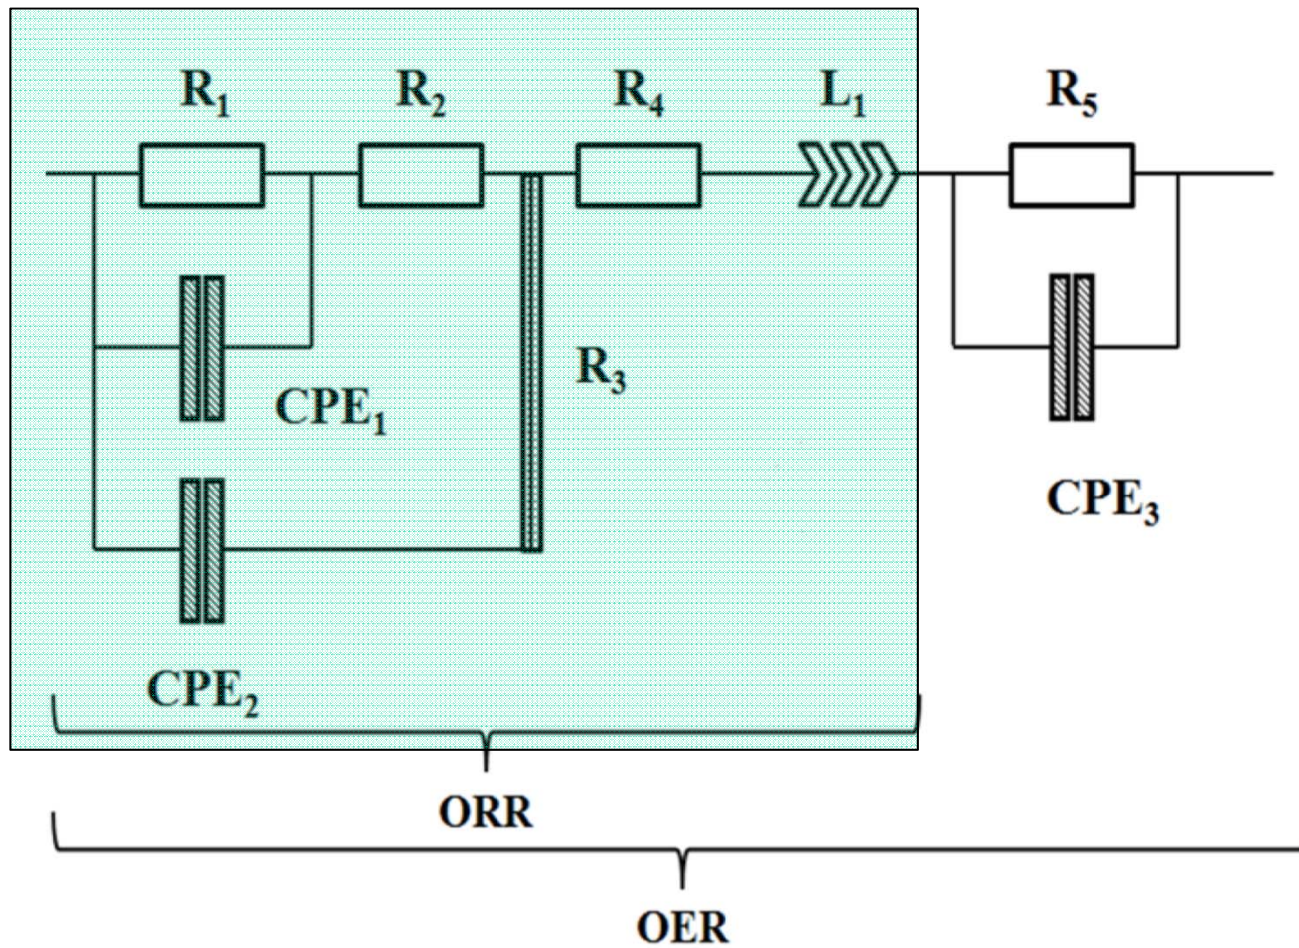 R₁ R₂ R₄ L₁ R₅
R₃
CPE₁
CPE₃
CPE₂
ORR
OER